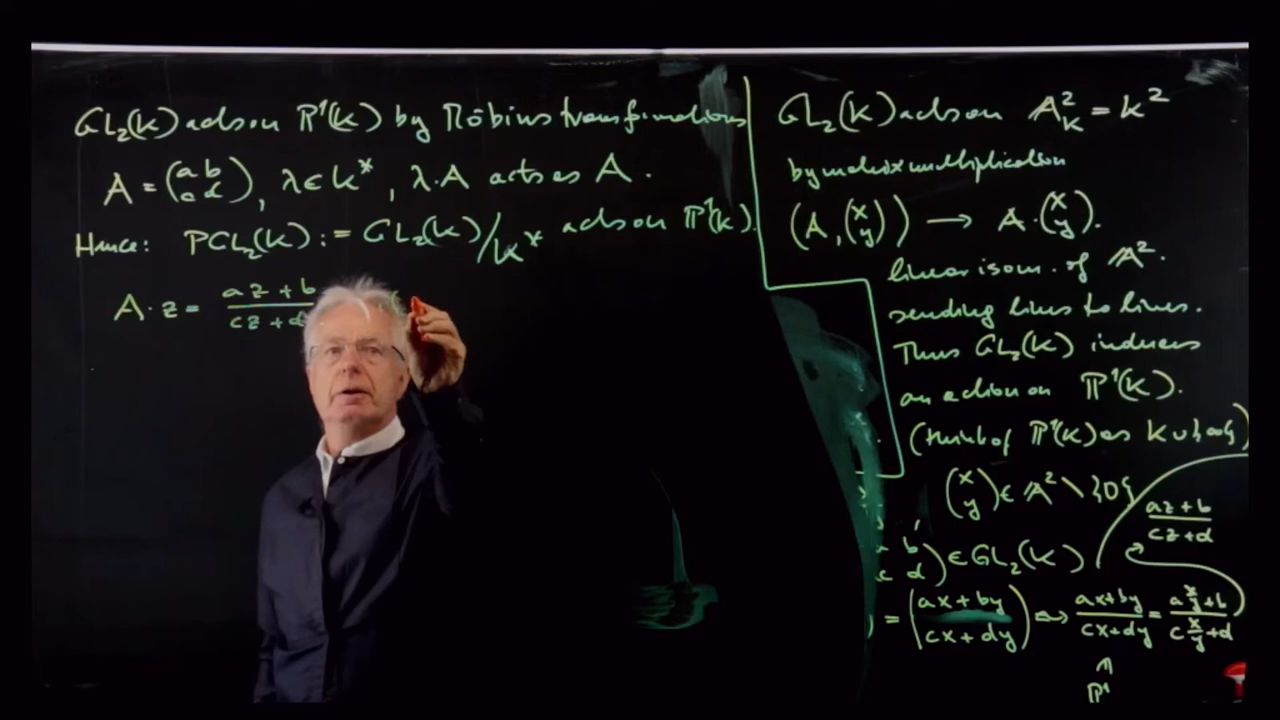 GL₂(k) acts on ℙ¹(k) by Möbius transformations
A = (a b
c d), λ ∈ k*, λ·A acts as A.
Hence: PGL₂(k) := GL₂(k)/k* acts on ℙ¹(k).
A·z = az + b
cz + d
GL₂(k) acts on 𝔸²ₖ = k²
by matrix multiplication
(A, (x
y)) → A·(x
y).
linear isom. of 𝔸².
sending lines to lines.
Thus GL₂(k) induces
an action on ℙ¹(k).
(think of ℙ¹(k) as k ∪ {∞})
(x
y) ∈ 𝔸² \ {0}
az + b
cz + d
b
c d) ∈ GL₂(k)
= (ax + by
cx + dy) ↔ ax+by
cx+dy = a x/y + b
c x/y + d
↑
ℙ¹